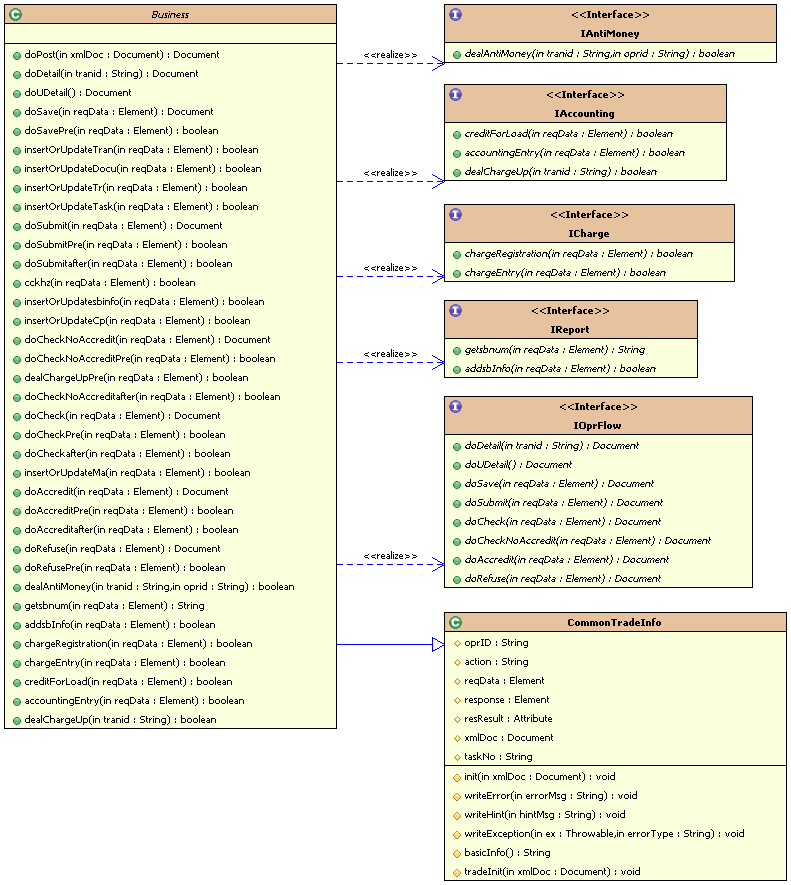 Business
doPost(in xmlDoc : Document) : Document
doDetail(in tranid : String) : Document
doUDetail() : Document
doSave(in reqData : Element) : Document
doSavePre(in reqData : Element) : boolean
insertOrUpdateTran(in reqData : Element) : boolean
insertOrUpdateDocu(in reqData : Element) : boolean
insertOrUpdateTr(in reqData : Element) : boolean
insertOrUpdateTask(in reqData : Element) : boolean
doSubmit(in reqData : Element) : Document
doSubmitPre(in reqData : Element) : boolean
doSubmitafter(in reqData : Element) : boolean
cckhz(in reqData : Element) : boolean
insertOrUpdatesbinfo(in reqData : Element) : boolean
insertOrUpdateCp(in reqData : Element) : boolean
doCheckNoAccredit(in reqData : Element) : Document
doCheckNoAccreditPre(in reqData : Element) : boolean
dealChargeUpPre(in reqData : Element) : boolean
doCheckNoAccreditafter(in reqData : Element) : boolean
doCheck(in reqData : Element) : Document
doCheckPre(in reqData : Element) : boolean
doCheckafter(in reqData : Element) : boolean
insertOrUpdateMa(in reqData : Element) : boolean
doAccredit(in reqData : Element) : Document
doAccreditPre(in reqData : Element) : boolean
doAccreditafter(in reqData : Element) : boolean
doRefuse(in reqData : Element) : Document
doRefusePre(in reqData : Element) : boolean
dealAntiMoney(in tranid : String,in oprid : String) : boolean
getsbnum(in reqData : Element) : String
addsbInfo(in reqData : Element) : boolean
chargeRegistration(in reqData : Element) : boolean
chargeEntry(in reqData : Element) : boolean
creditForLoad(in reqData : Element) : boolean
accountingEntry(in reqData : Element) : boolean
dealChargeUp(in tranid : String) : boolean
<<realize>>
<<realize>>
<<realize>>
<<realize>>
<<realize>>
<<Interface>>
IAntiMoney
dealAntiMoney(in tranid : String,in oprid : String) : boolean
<<Interface>>
IAccounting
creditForLoad(in reqData : Element) : boolean
accountingEntry(in reqData : Element) : boolean
dealChargeUp(in tranid : String) : boolean
<<Interface>>
ICharge
chargeRegistration(in reqData : Element) : boolean
chargeEntry(in reqData : Element) : boolean
<<Interface>>
IReport
getsbnum(in reqData : Element) : String
addsbInfo(in reqData : Element) : boolean
<<Interface>>
IOprFlow
doDetail(in tranid : String) : Document
doUDetail() : Document
doSave(in reqData : Element) : Document
doSubmit(in reqData : Element) : Document
doCheck(in reqData : Element) : Document
doCheckNoAccredit(in reqData : Element) : Document
doAccredit(in reqData : Element) : Document
doRefuse(in reqData : Element) : Document
CommonTradeInfo
oprID : String
action : String
reqData : Element
response : Element
resResult : Attribute
xmlDoc : Document
taskNo : String
init(in xmlDoc : Document) : void
writeError(in errorMsg : String) : void
writeHint(in hintMsg : String) : void
writeException(in ex : Throwable,in errorType : String) : void
basicInfo() : String
tradeInit(in xmlDoc : Document) : void